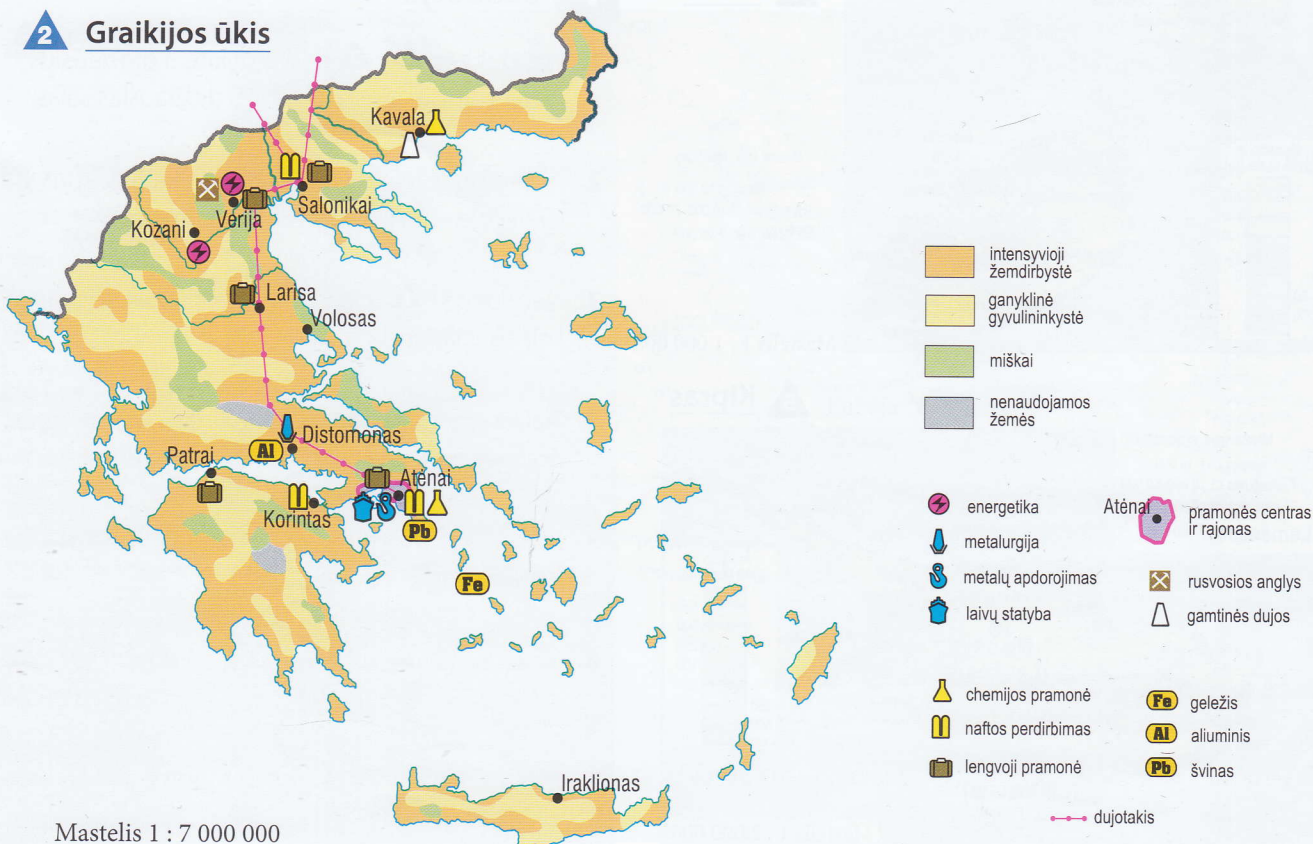 2 Graikijos ūkis
Kavala
Salonikai
Verija
Kozani
Larisa
Volosas
Distomonas
Al
Patrai
Atėnai
Korintas
Pb
Fe
Iraklionas
Mastelis 1 : 7 000 000
intensyvioji
žemdirbystė
ganyklinė
gyvulininkystė
miškai
nenaudojamos
žemės
energetika
metalurgija
metalų apdorojimas
laivų statyba
chemijos pramonė
naftos perdirbimas
lengvoji pramonė
Atėnai
pramonės centras
ir rajonas
rusvosios anglys
gamtinės dujos
Fe geležis
Al aliuminis
Pb švinas
dujotakis